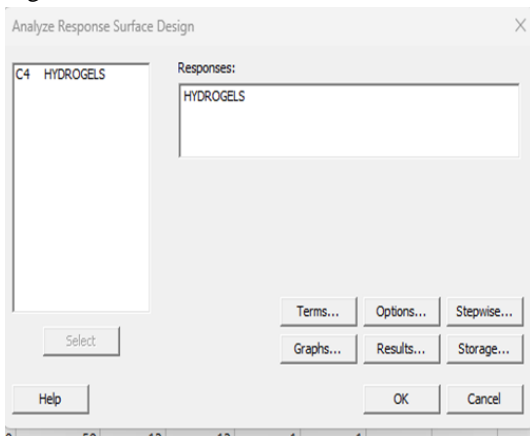 Analyze Response Surface Design
C4 HYDROGELS
Responses:
HYDROGELS
Terms... Options... Stepwise...
Select
Graphs... Results... Storage...
Help OK Cancel